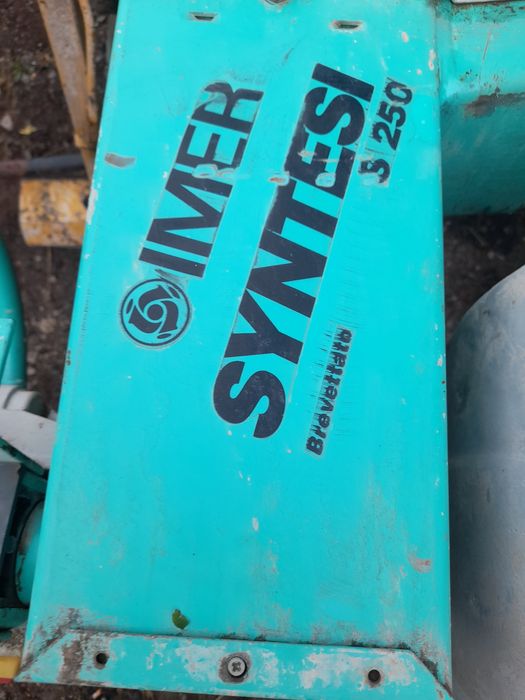 IMER
SYNTESI
S 250
Brevettato